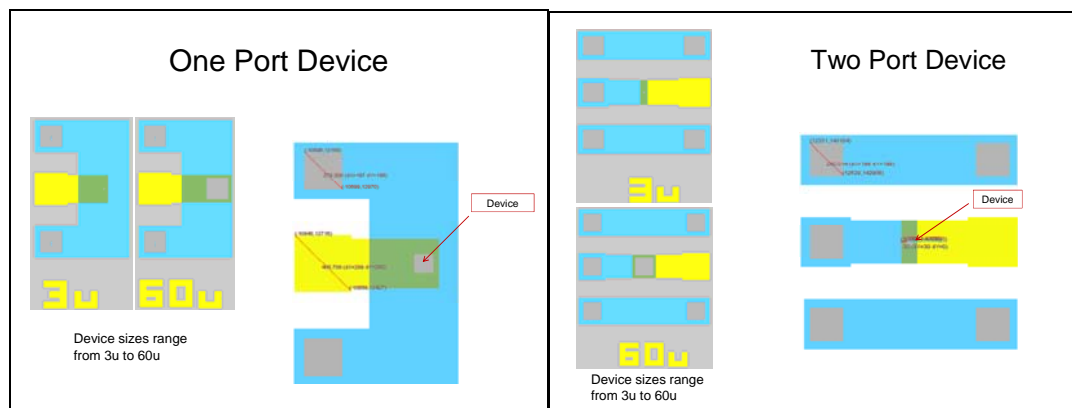 One Port Device
3u
60u
Device
Device sizes range
from 3u to 60u
Two Port Device
3u
Device
60u
Device sizes range
from 3u to 60u